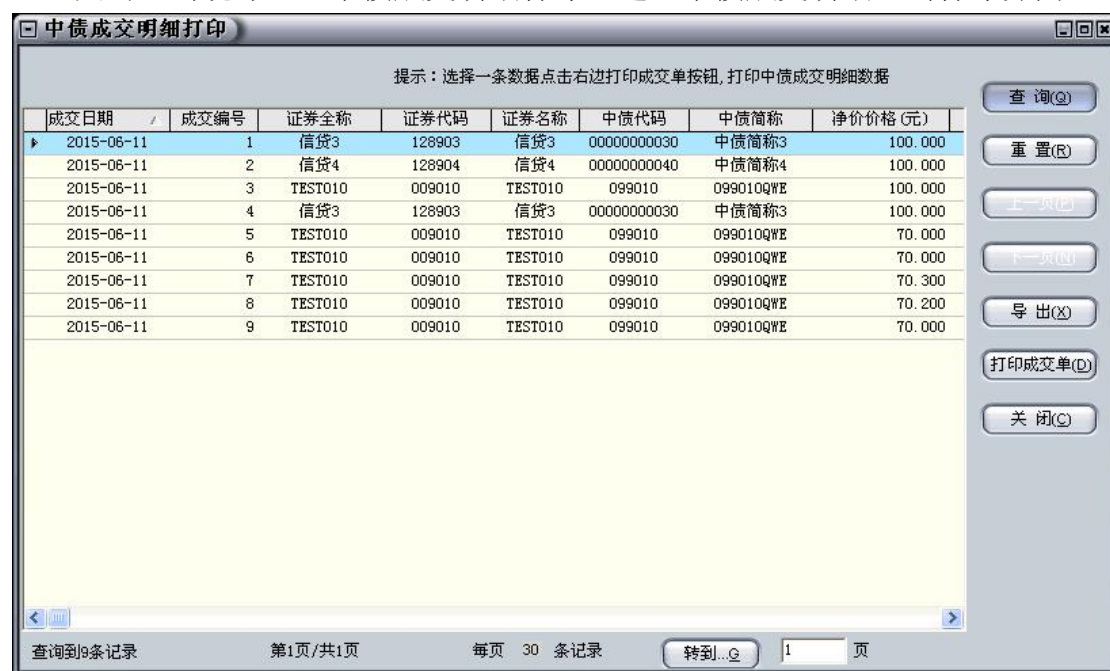 中债成交明细打印
提示：选择一条数据点击右边打印成交单按钮,打印中债成交明细数据
查 询(Q)
成交日期 成交编号 证券全称 证券代码 证券名称 中债代码 中债简称 净价价格(元)
2015-06-11 1 信贷3 128903 信贷3 00000000030 中债简称3 100.000
重 置(R)
2015-06-11 2 信贷4 128904 信贷4 00000000040 中债简称4 100.000
2015-06-11 3 TEST010 009010 TEST010 099010 099010QWE 100.000
上一页(P)
2015-06-11 4 信贷3 128903 信贷3 00000000030 中债简称3 100.000
2015-06-11 5 TEST010 009010 TEST010 099010 099010QWE 70.000
2015-06-11 6 TEST010 009010 TEST010 099010 099010QWE 70.000
下一页(N)
2015-06-11 7 TEST010 009010 TEST010 099010 099010QWE 70.300
2015-06-11 8 TEST010 009010 TEST010 099010 099010QWE 70.200
导 出(X)
2015-06-11 9 TEST010 009010 TEST010 099010 099010QWE 70.000
打印成交单(D)
关 闭(C)
查询到9条记录 第1页/共1页 每页 30 条记录 转到...G 1 页